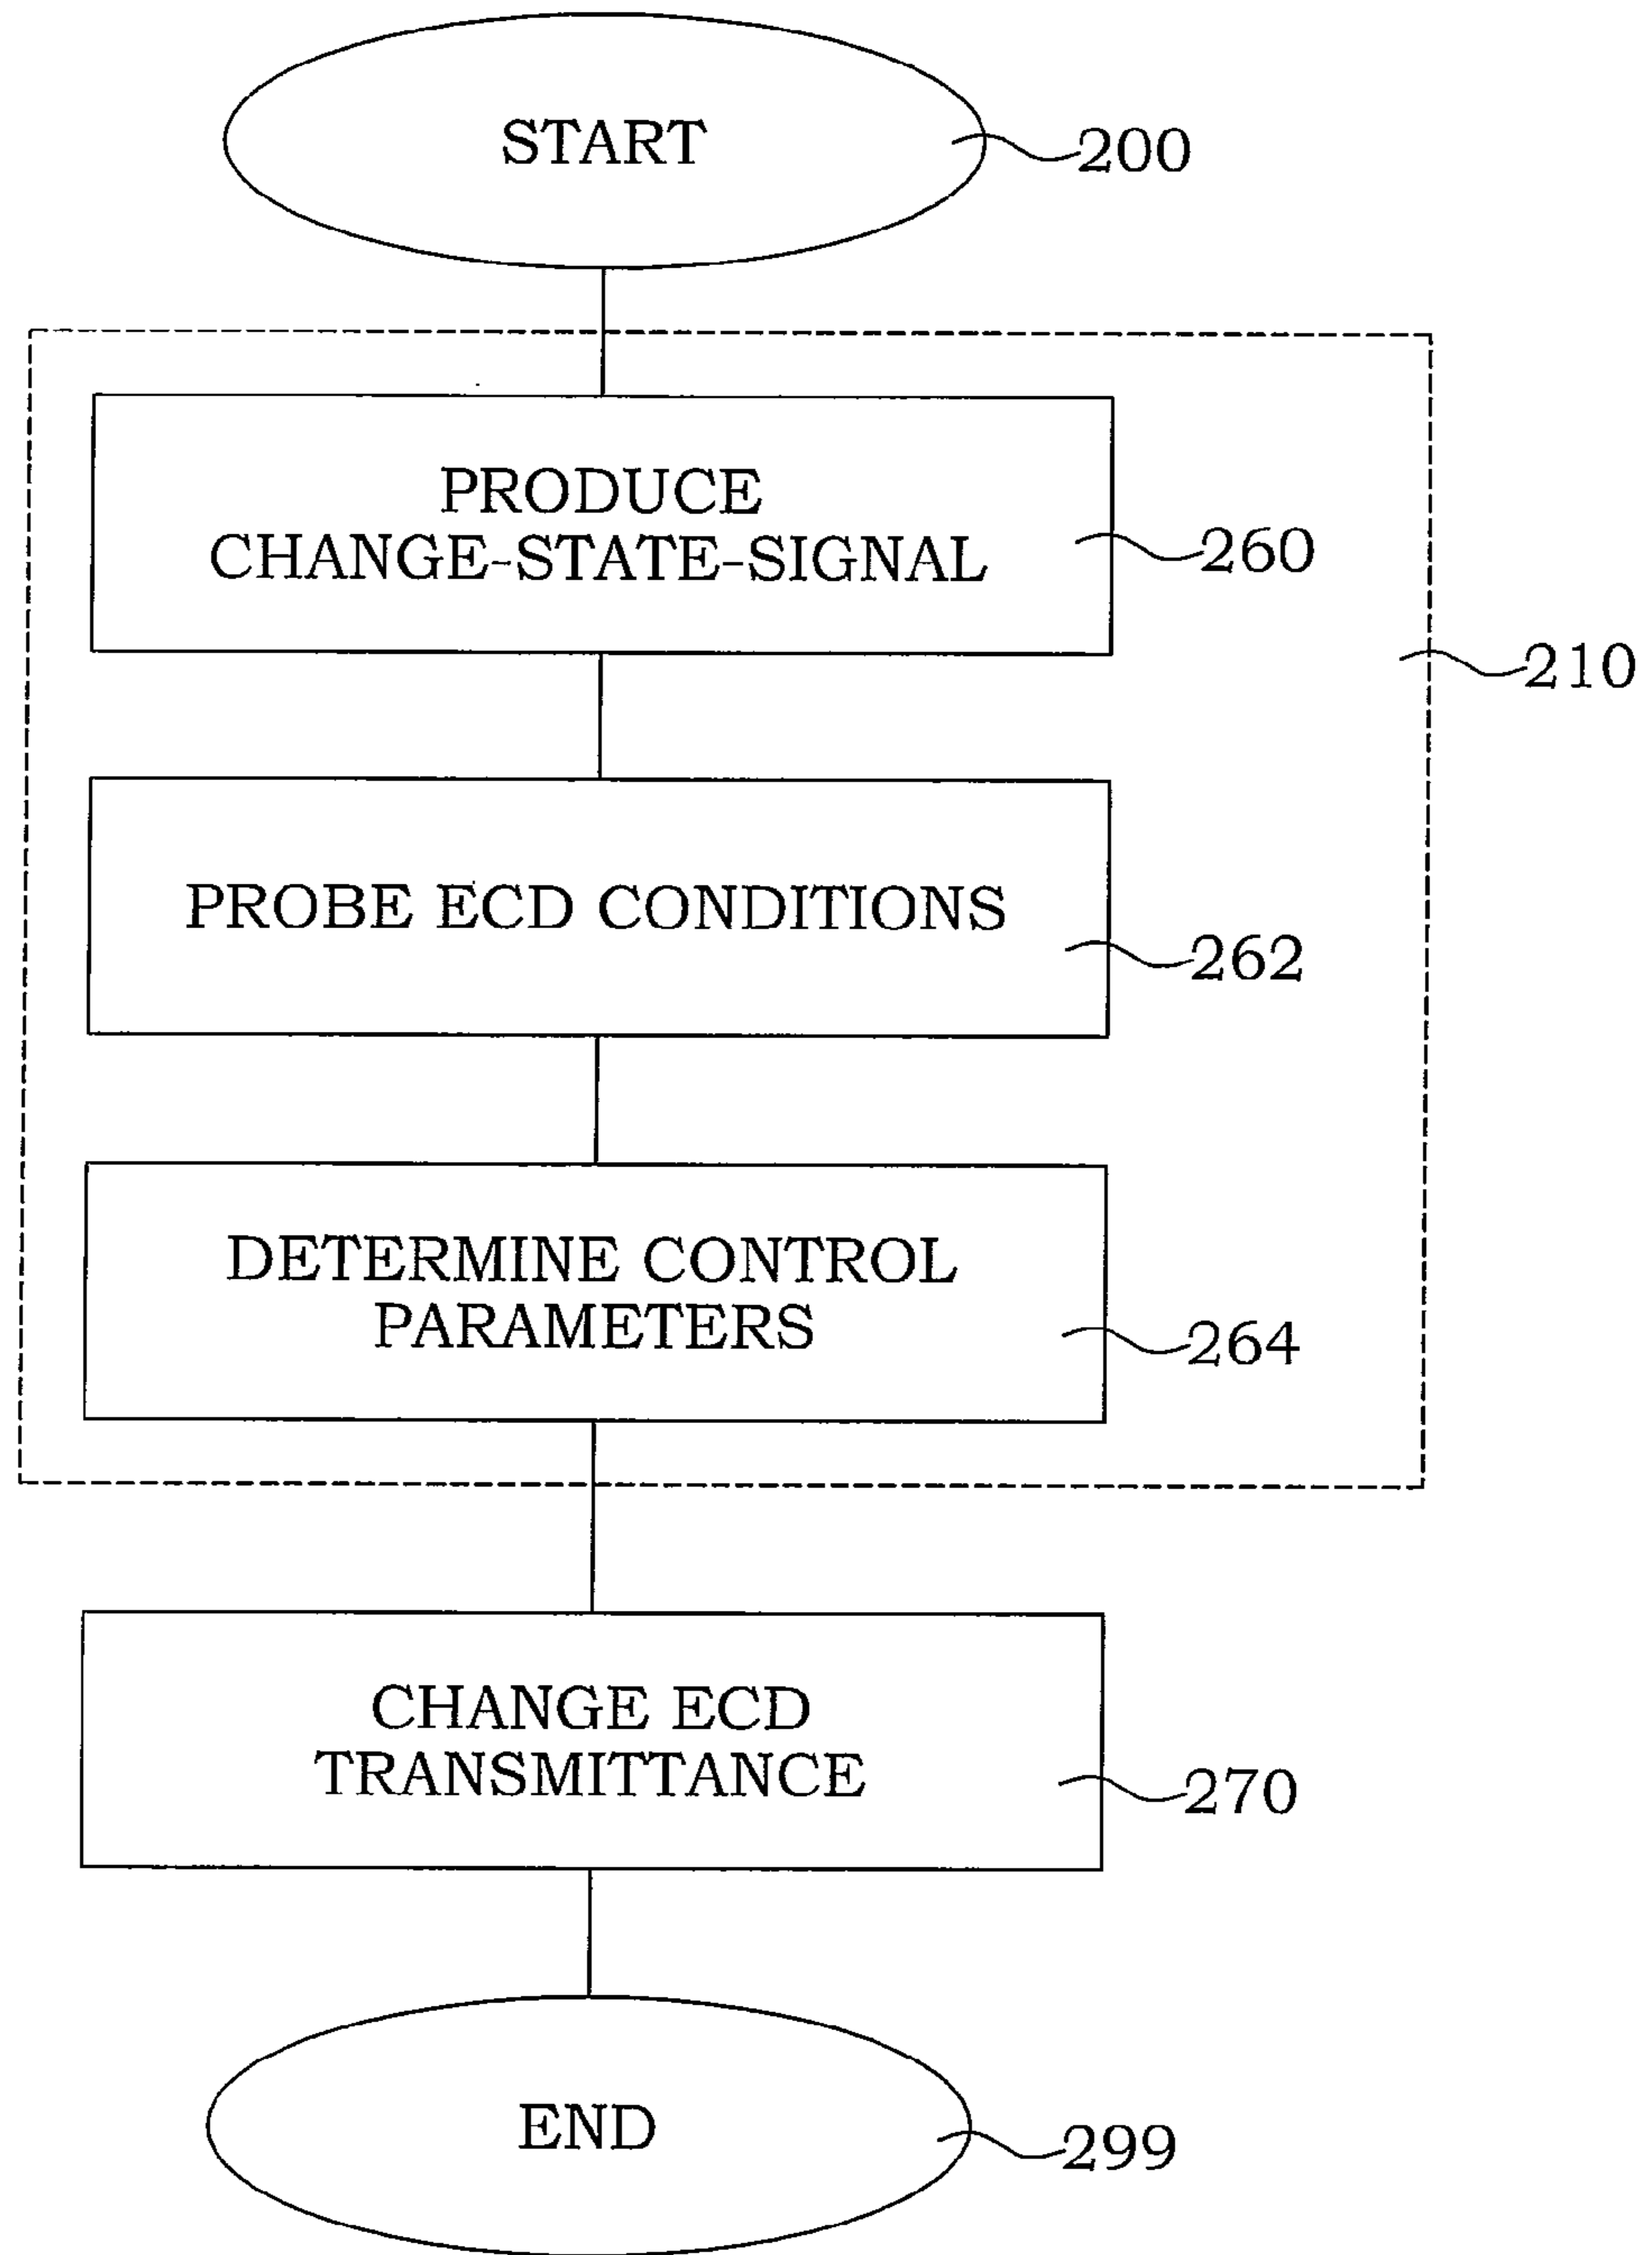 START
200
PRODUCE
CHANGE-STATE-SIGNAL
260
210
PROBE ECD CONDITIONS
262
DETERMINE CONTROL
PARAMETERS
264
CHANGE ECD
TRANSMITTANCE
270
END
299